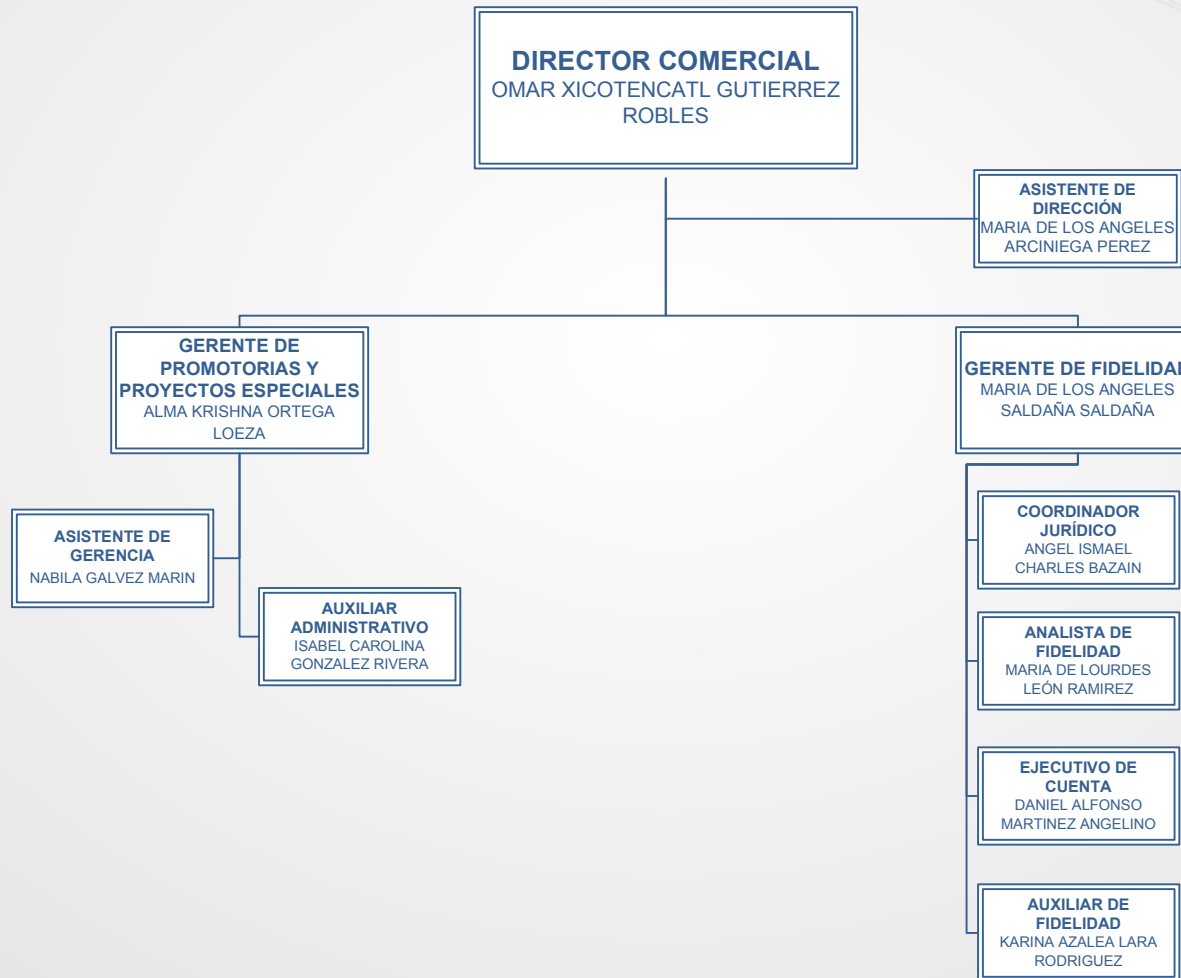 DIRECTOR COMERCIAL
OMAR XICOTENCATL GUTIERREZ
ROBLES
ASISTENTE DE
DIRECCIÓN
MARIA DE LOS ANGELES
ARCINIEGA PEREZ
GERENTE DE
PROMOTORIAS Y
PROYECTOS ESPECIALES
ALMA KRISHNA ORTEGA
LOEZA
GERENTE DE FIDELIDAD
MARIA DE LOS ANGELES
SALDAÑA SALDAÑA
ASISTENTE DE
GERENCIA
NABILA GALVEZ MARIN
AUXILIAR
ADMINISTRATIVO
ISABEL CAROLINA
GONZALEZ RIVERA
COORDINADOR
JURÍDICO
ANGEL ISMAEL
CHARLES BAZAIN
ANALISTA DE
FIDELIDAD
MARIA DE LOURDES
LEÓN RAMIREZ
EJECUTIVO DE
CUENTA
DANIEL ALFONSO
MARTINEZ ANGELINO
AUXILIAR DE
FIDELIDAD
KARINA AZALEA LARA
RODRIGUEZ